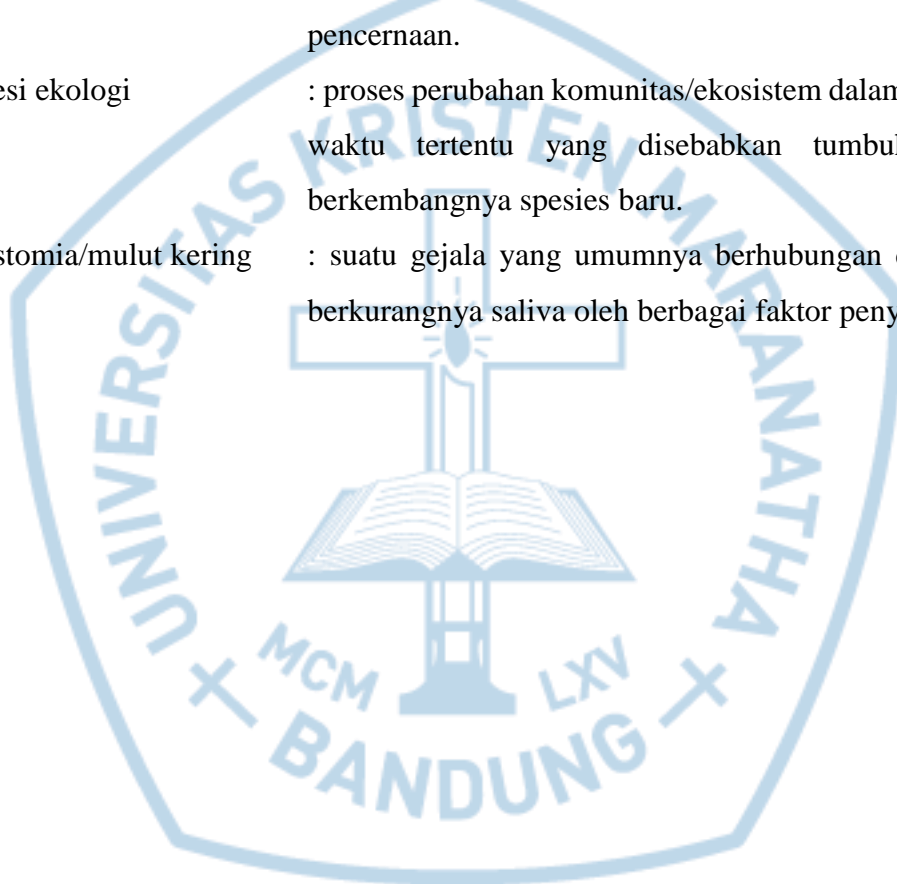 pencernaan.
esi ekologi : proses perubahan komunitas/ekosistem dalam
waktu tertentu yang disebabkan tumbul
berkembangnya spesies baru.
stomia/mulut kering : suatu gejala yang umumnya berhubungan
berkurangnya saliva oleh berbagai faktor peny
UNIVERSITAS KRISTEN MARANATHA
MCM LXV
BANDUNG